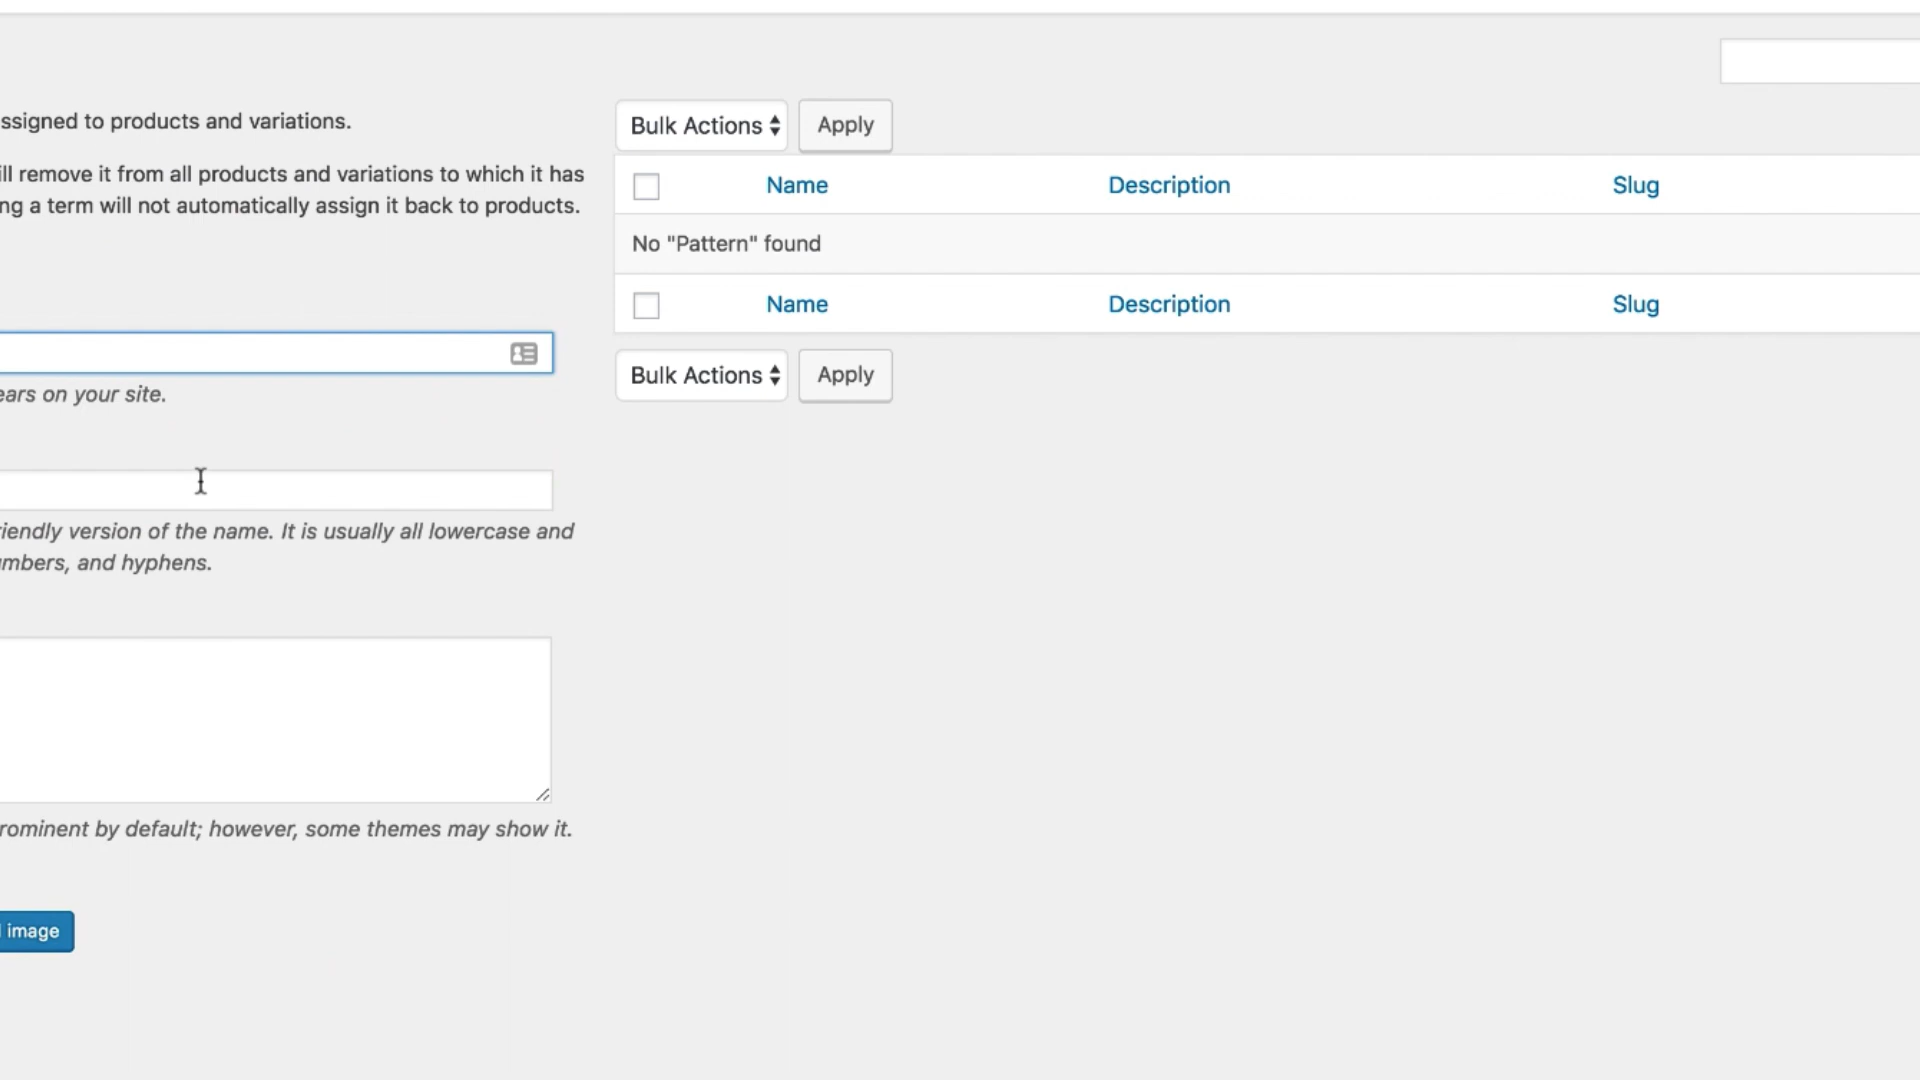 ssigned to products and variations.
ill remove it from all products and variations to which it has
ng a term will not automatically assign it back to products.
ears on your site.
riendly version of the name. It is usually all lowercase and
umbers, and hyphens.
rominent by default; however, some themes may show it.
image
Bulk Actions Apply
Name Description Slug
No "Pattern" found
Name Description Slug
Bulk Actions Apply